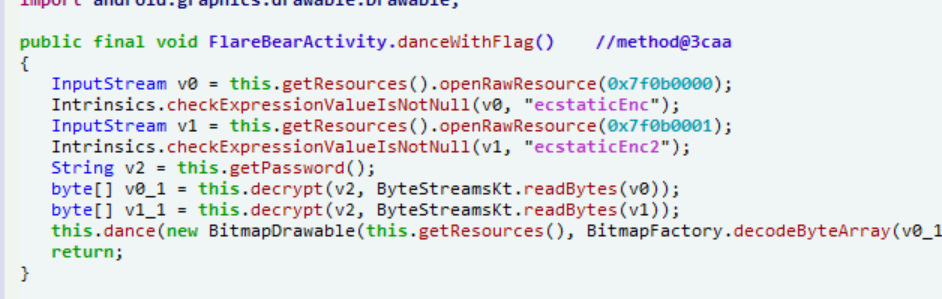 import android.graphics.drawable.Drawable;
public final void FlareBearActivity.danceWithFlag()    //method@3caa
{
    InputStream v0 = this.getResources().openRawResource(0x7f0b0000);
    Intrinsics.checkExpressionValueIsNotNull(v0, "ecstaticEnc");
    InputStream v1 = this.getResources().openRawResource(0x7f0b0001);
    Intrinsics.checkExpressionValueIsNotNull(v1, "ecstaticEnc2");
    String v2 = this.getPassword();
    byte[] v0_1 = this.decrypt(v2, ByteStreamsKt.readBytes(v0));
    byte[] v1_1 = this.decrypt(v2, ByteStreamsKt.readBytes(v1));
    this.dance(new BitmapDrawable(this.getResources(), BitmapFactory.decodeByteArray(v0_1
    return;
}